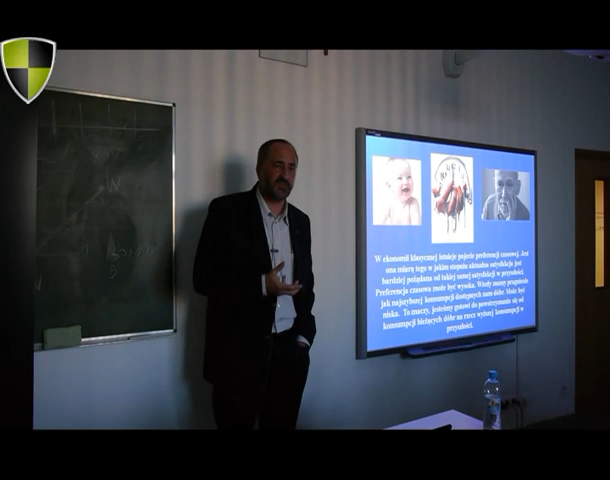 W ekonomii klasycznej istnieje pojęcie preferencji czasowej. Jest
ona miarą tego w jakim stopniu aktualna satysfakcja jest
bardziej pożądana od takiej samej satysfakcji w przyszłości.
Preferencja czasowa może być wysoka. Wtedy mamy pragnienie
jak najszybszej konsumpcji dostępnych nam dóbr. Może być
niska. To znaczy, jesteśmy gotowi do powstrzymania się od
konsumpcji bieżących dóbr na rzecz wyższej konsumpcji w
przyszłości.
W